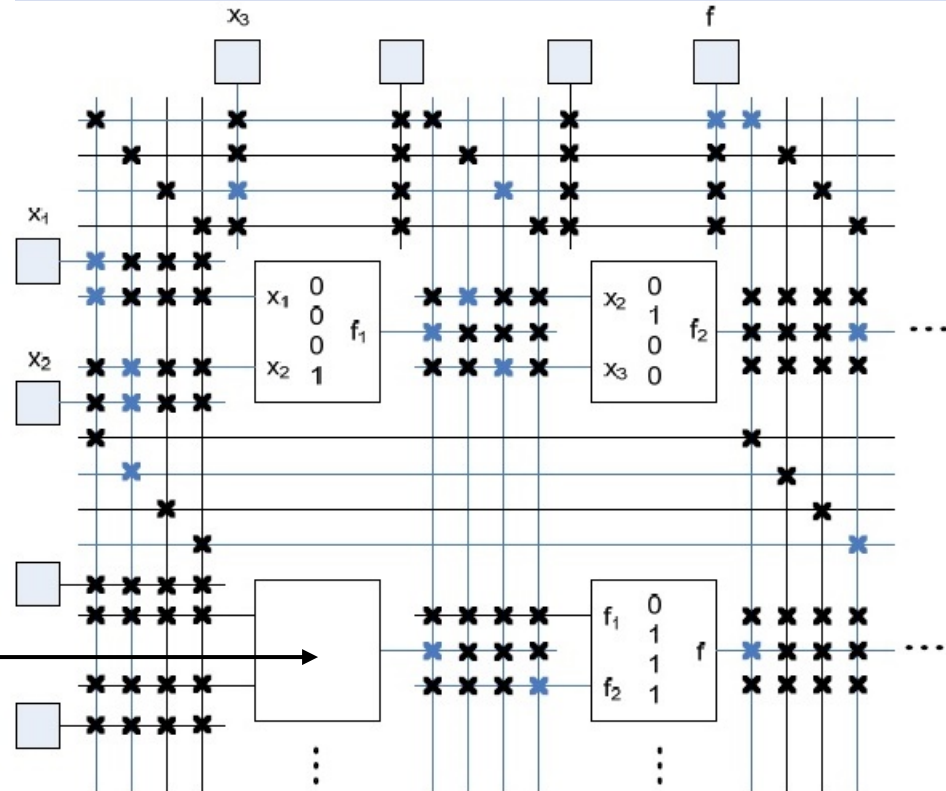 x₃
f
x₁
x₁ 0
0
f₁
0
x₂ 1
x₂ 0
1
f₂
0
x₃ 0
...
x₂
f₁ 0
1
f
1
f₂ 1
...
⋮
⋮